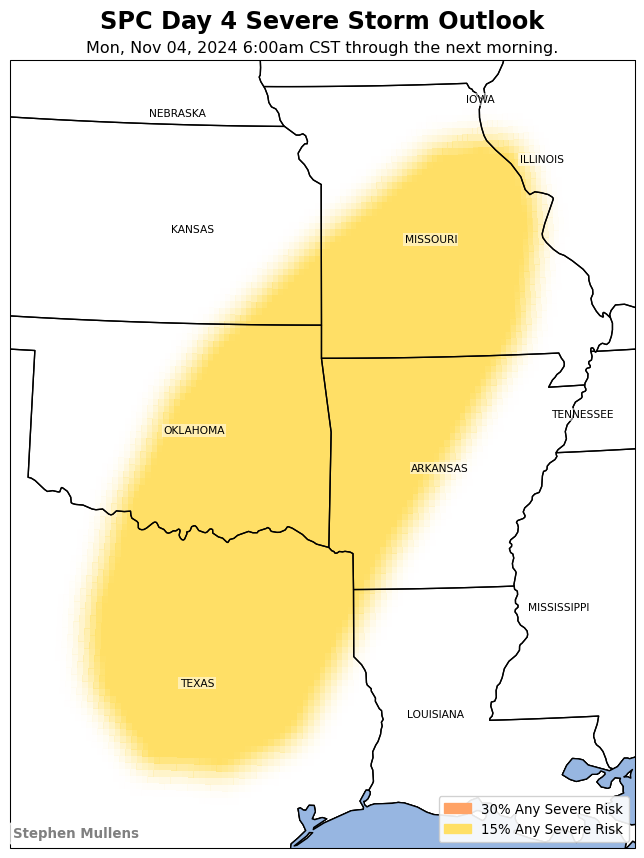 SPC Day 4 Severe Storm Outlook
Mon, Nov 04, 2024 6:00am CST through the next morning.
IOWA
NEBRASKA
ILLINOIS
KANSAS
MISSOURI
TENNESSEE
OKLAHOMA
ARKANSAS
MISSISSIPPI
TEXAS
LOUISIANA
30% Any Severe Risk
15% Any Severe Risk
Stephen Mullens